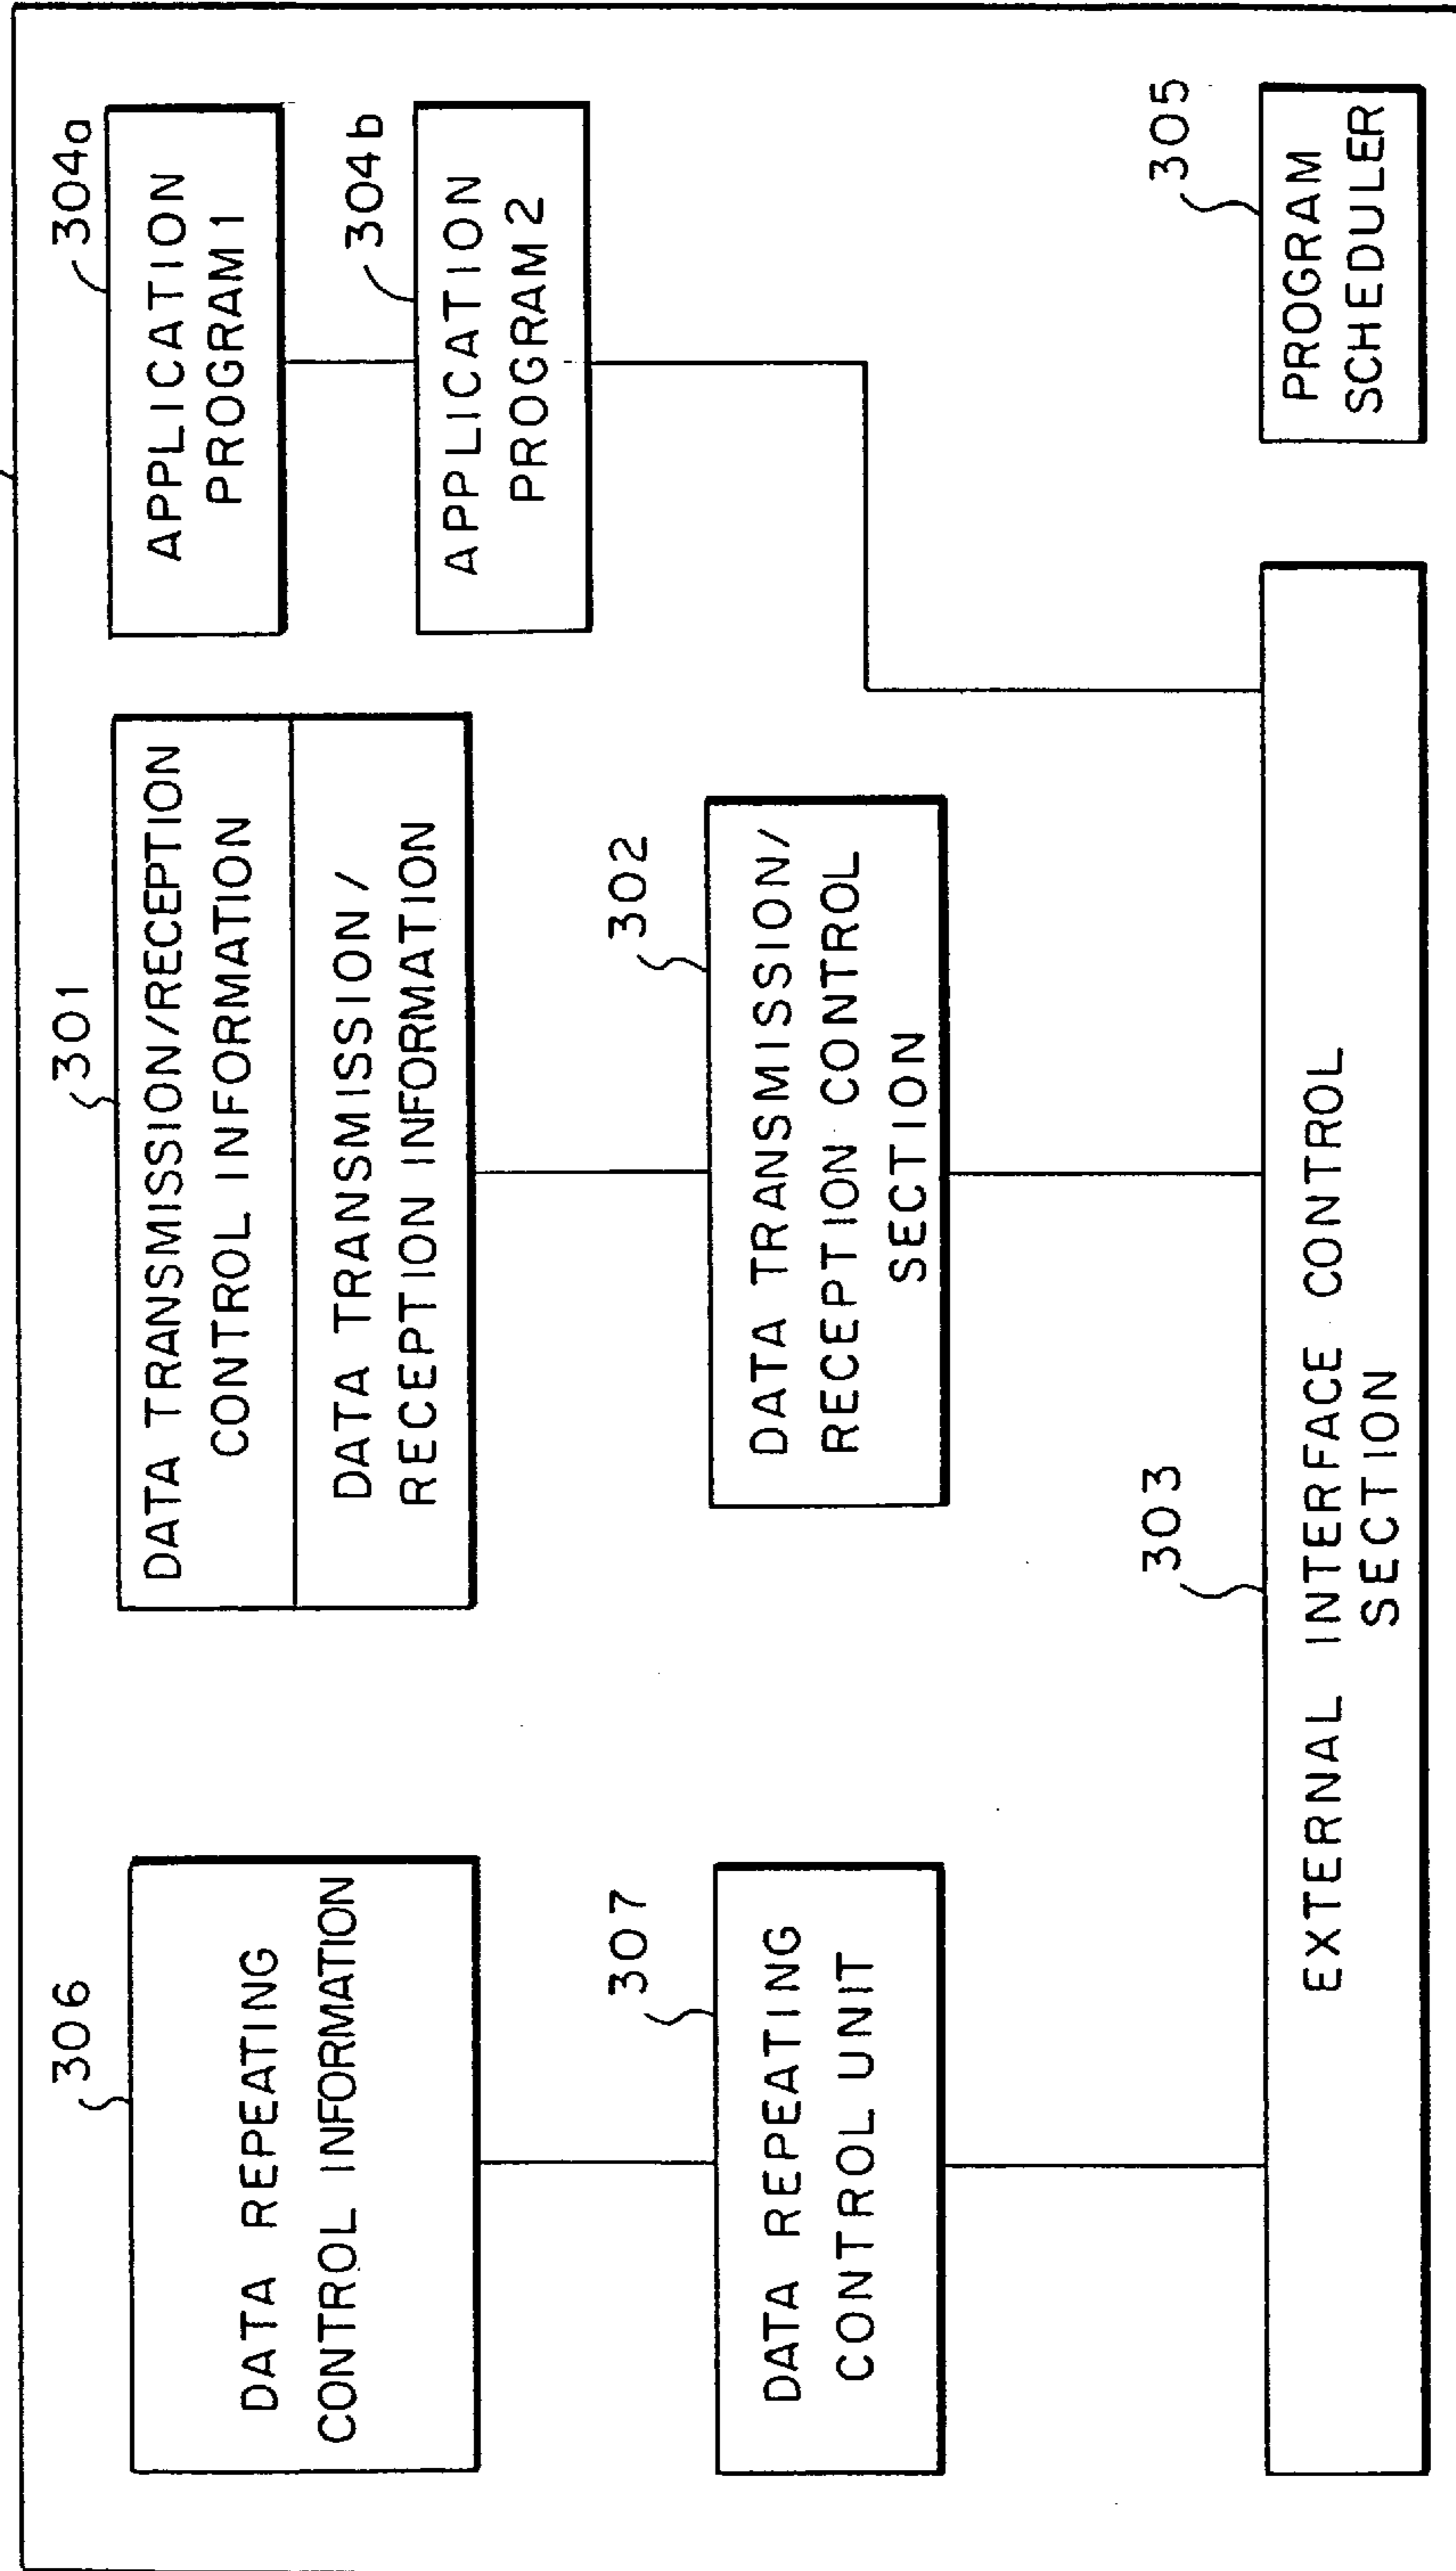 306
DATA REPEATING
CONTROL INFORMATION
307
DATA REPEATING
CONTROL UNIT
301
DATA TRANSMISSION/RECEPTION
CONTROL INFORMATION
DATA TRANSMISSION/
RECEPTION INFORMATION
302
DATA TRANSMISSION/
RECEPTION CONTROL
SECTION
304a
APPLICATION
PROGRAM1
304b
APPLICATION
PROGRAM2
303
EXTERNAL INTERFACE CONTROL
SECTION
305
PROGRAM
SCHEDULER